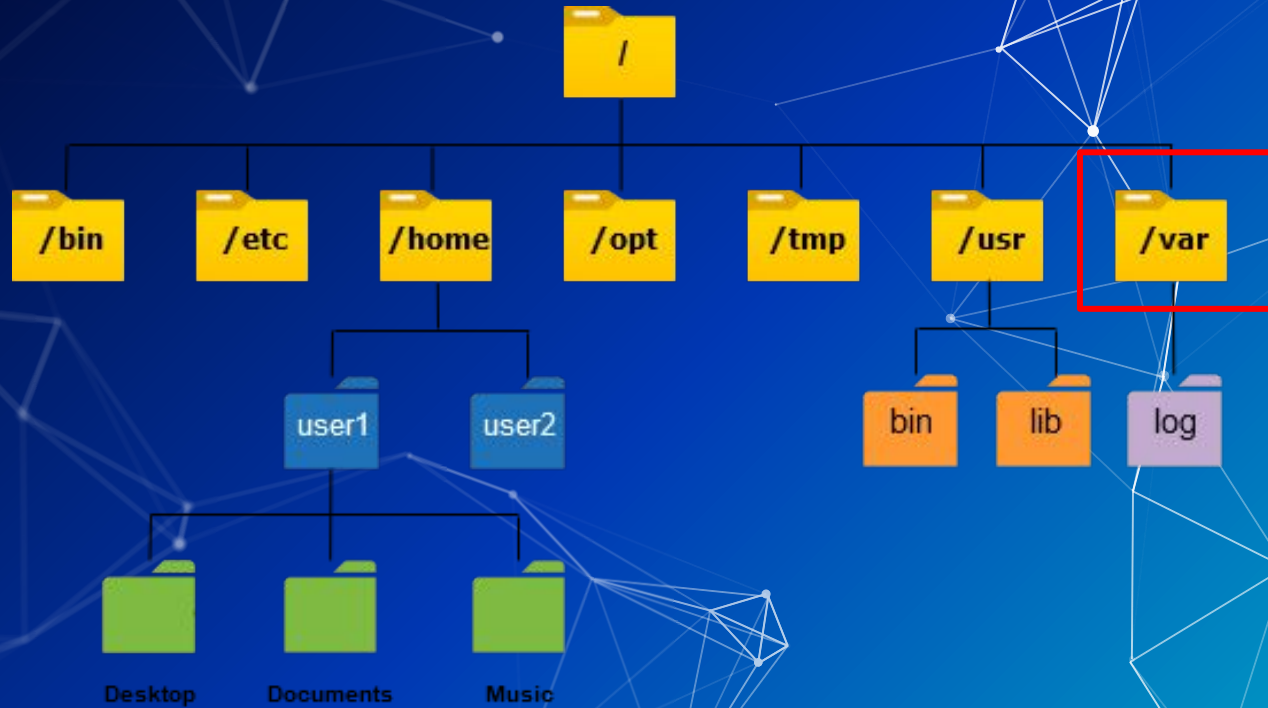 /
/bin
/etc
/home
/opt
/tmp
/usr
/var
user1
user2
bin
lib
log
Desktop
Documents
Music